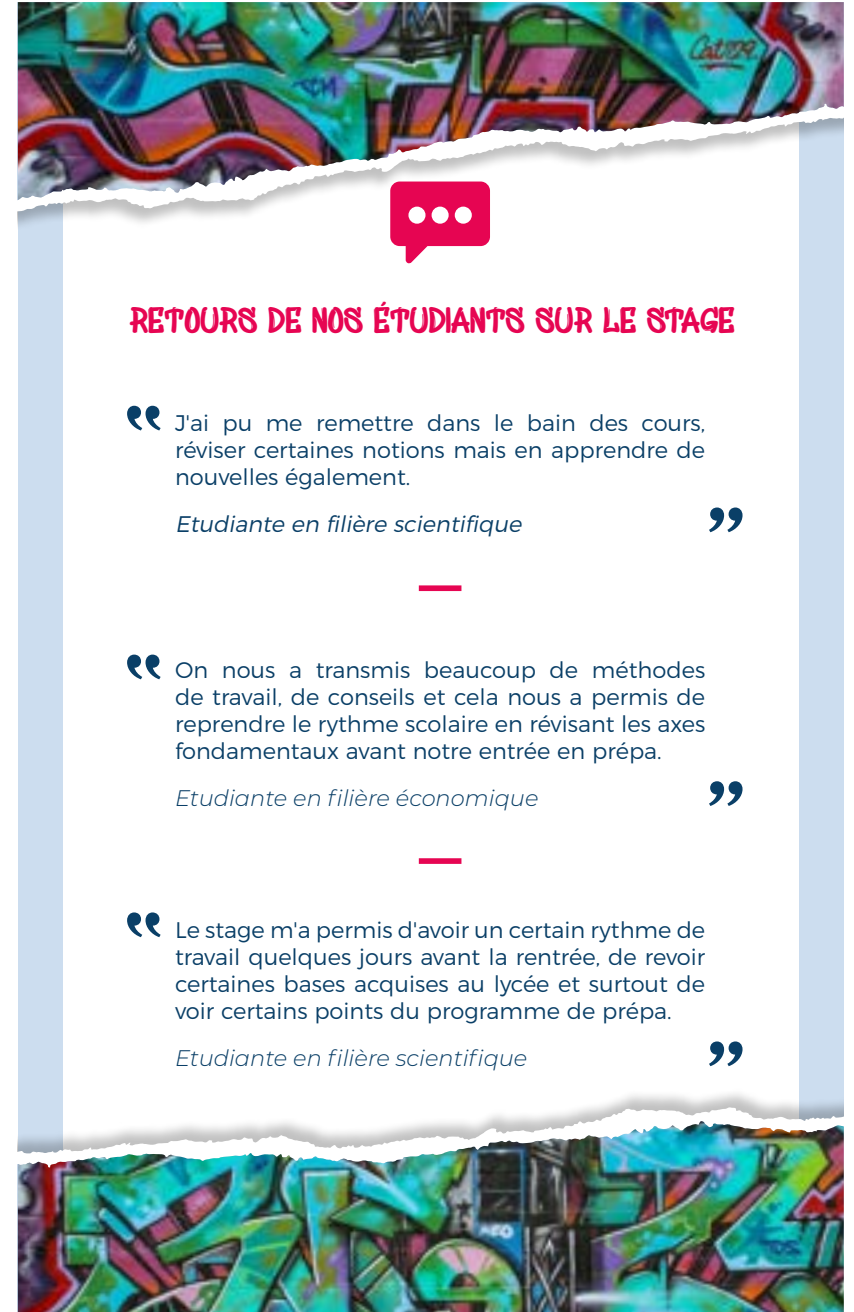 RETOURS DE NOS ÉTUDIANTS SUR LE STAGE
“ J'ai pu me remettre dans le bain des cours,
réviser certaines notions mais en apprendre de
nouvelles également.
Etudiante en filière scientifique ”
“ On nous a transmis beaucoup de méthodes
de travail, de conseils et cela nous a permis de
reprendre le rythme scolaire en révisant les axes
fondamentaux avant notre entrée en prépa.
Etudiante en filière économique ”
“ Le stage m'a permis d'avoir un certain rythme de
travail quelques jours avant la rentrée, de revoir
certaines bases acquises au lycée et surtout de
voir certains points du programme de prépa.
Etudiante en filière scientifique ”